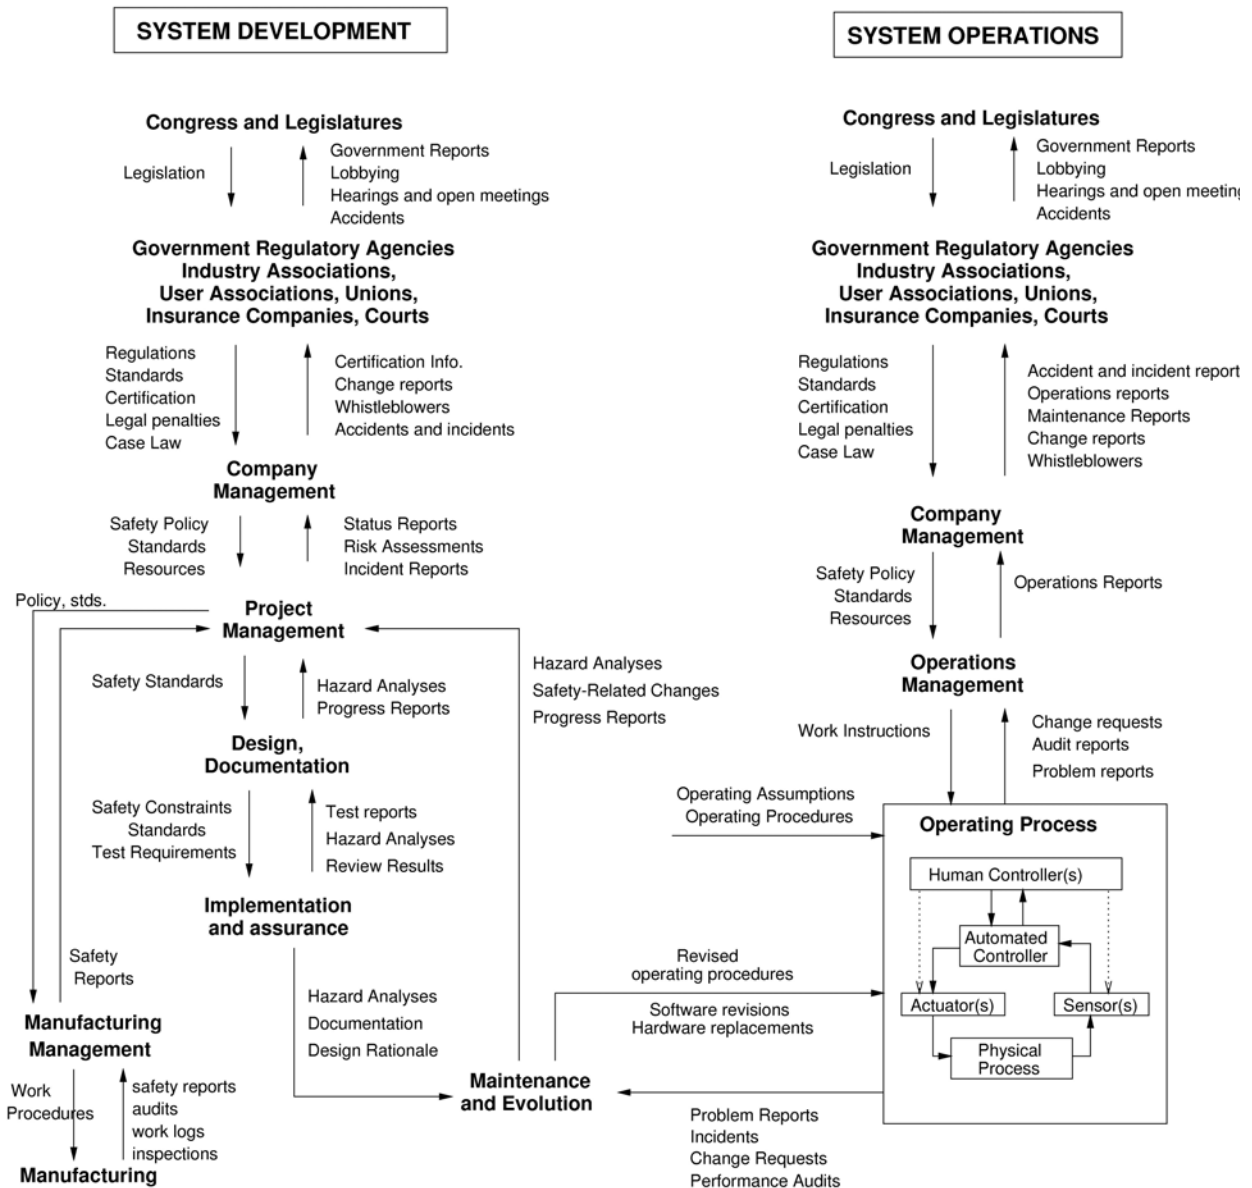 SYSTEM DEVELOPMENT
Congress and Legislatures
Legislation
Government Reports
Lobbying
Hearings and open meetings
Accidents
Government Regulatory Agencies
Industry Associations,
User Associations, Unions,
Insurance Companies, Courts
Regulations
Standards
Certification
Legal penalties
Case Law
Certification Info.
Change reports
Whistleblowers
Accidents and incidents
Company
Management
Safety Policy
Standards
Resources
Status Reports
Risk Assessments
Incident Reports
Policy, stds.
Project
Management
Safety Standards
Hazard Analyses
Progress Reports
Hazard Analyses
Safety-Related Changes
Progress Reports
Design,
Documentation
Safety Constraints
Standards
Test Requirements
Test reports
Hazard Analyses
Review Results
Implementation
and assurance
Safety
Reports
Hazard Analyses
Documentation
Design Rationale
Manufacturing
Management
Work
Procedures
safety reports
audits
work logs
inspections
Manufacturing
Maintenance
and Evolution
SYSTEM OPERATIONS
Congress and Legislatures
Legislation
Government Reports
Lobbying
Hearings and open meeting
Accidents
Government Regulatory Agencies
Industry Associations,
User Associations, Unions,
Insurance Companies, Courts
Regulations
Standards
Certification
Legal penalties
Case Law
Accident and incident report
Operations reports
Maintenance Reports
Change reports
Whistleblowers
Company
Management
Safety Policy
Standards
Resources
Operations Reports
Operations
Management
Work Instructions
Change requests
Audit reports
Problem reports
Operating Assumptions
Operating Procedures
Operating Process
Human Controller(s)
Automated
Controller
Actuator(s)
Sensor(s)
Physical
Process
Revised
operating procedures
Software revisions
Hardware replacements
Problem Reports
Incidents
Change Requests
Performance Audits